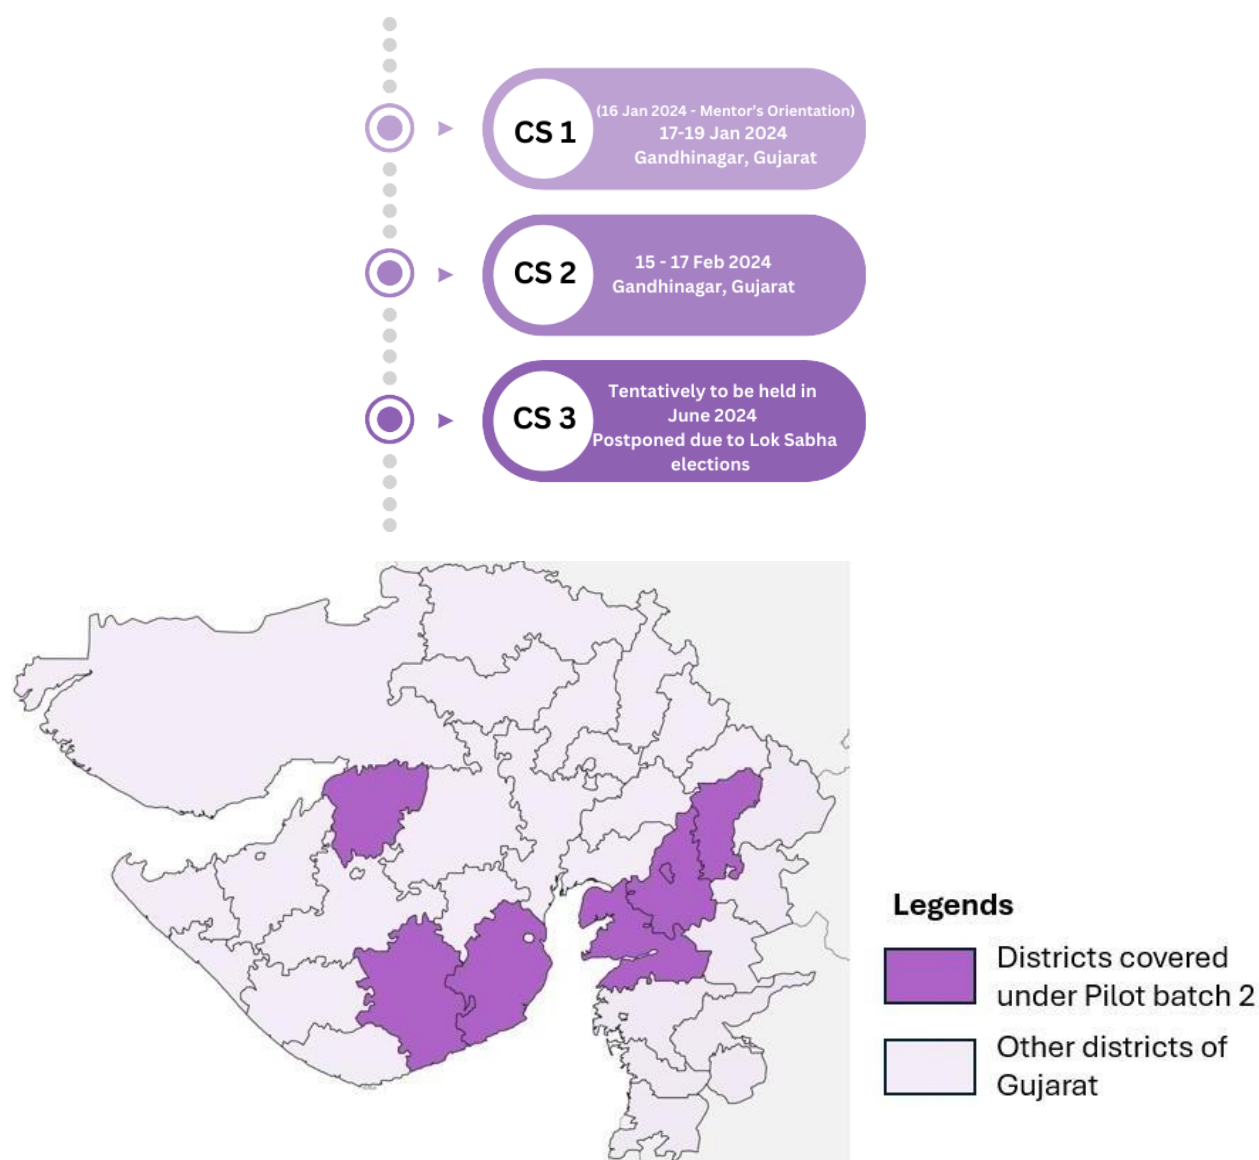 CS 1
(16 Jan 2024 - Mentor's Orientation)
17-19 Jan 2024
Gandhinagar, Gujarat
CS 2
15 - 17 Feb 2024
Gandhinagar, Gujarat
CS 3
Tentatively to be held in
June 2024
Postponed due to Lok Sabha
elections
Legends
Districts covered
under Pilot batch 2
Other districts of
Gujarat